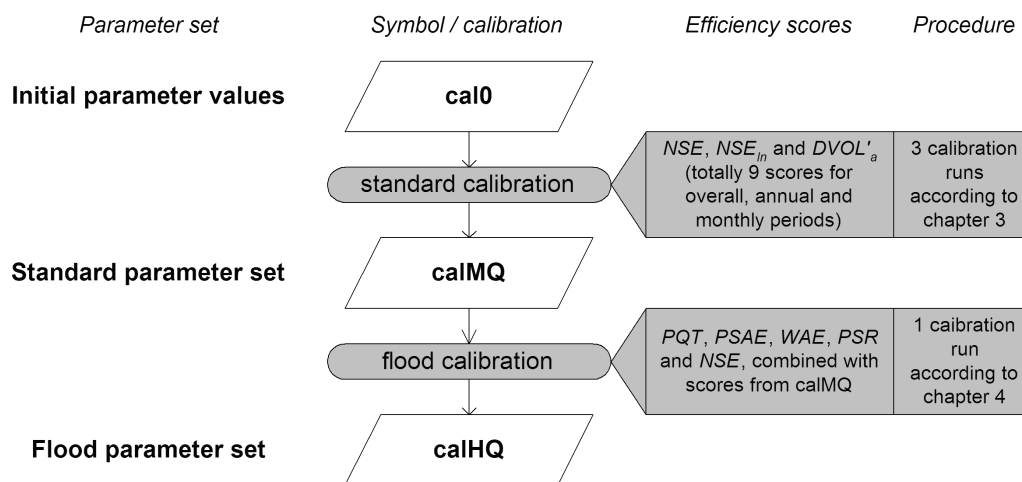 Parameter set
Symbol / calibration
Efficiency scores
Procedure
Initial parameter values
cal0
standard calibration
NSE, NSE_ln and DVOL'_a
(totally 9 scores for
overall, annual and
monthly periods)
3 calibration
runs
according to
chapter 3
Standard parameter set
calMQ
flood calibration
PQT, PSAE, WAE, PSR
and NSE, combined with
scores from calMQ
1 caibration
run
according to
chapter 4
Flood parameter set
calHQ